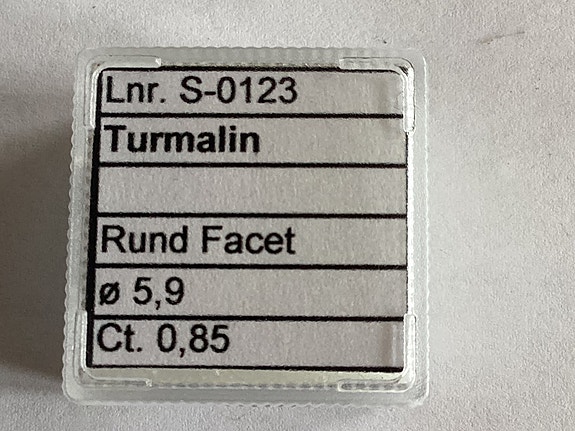 Lnr. S-0123
Turmalin
Rund Facet
ø 5,9
Ct. 0,85